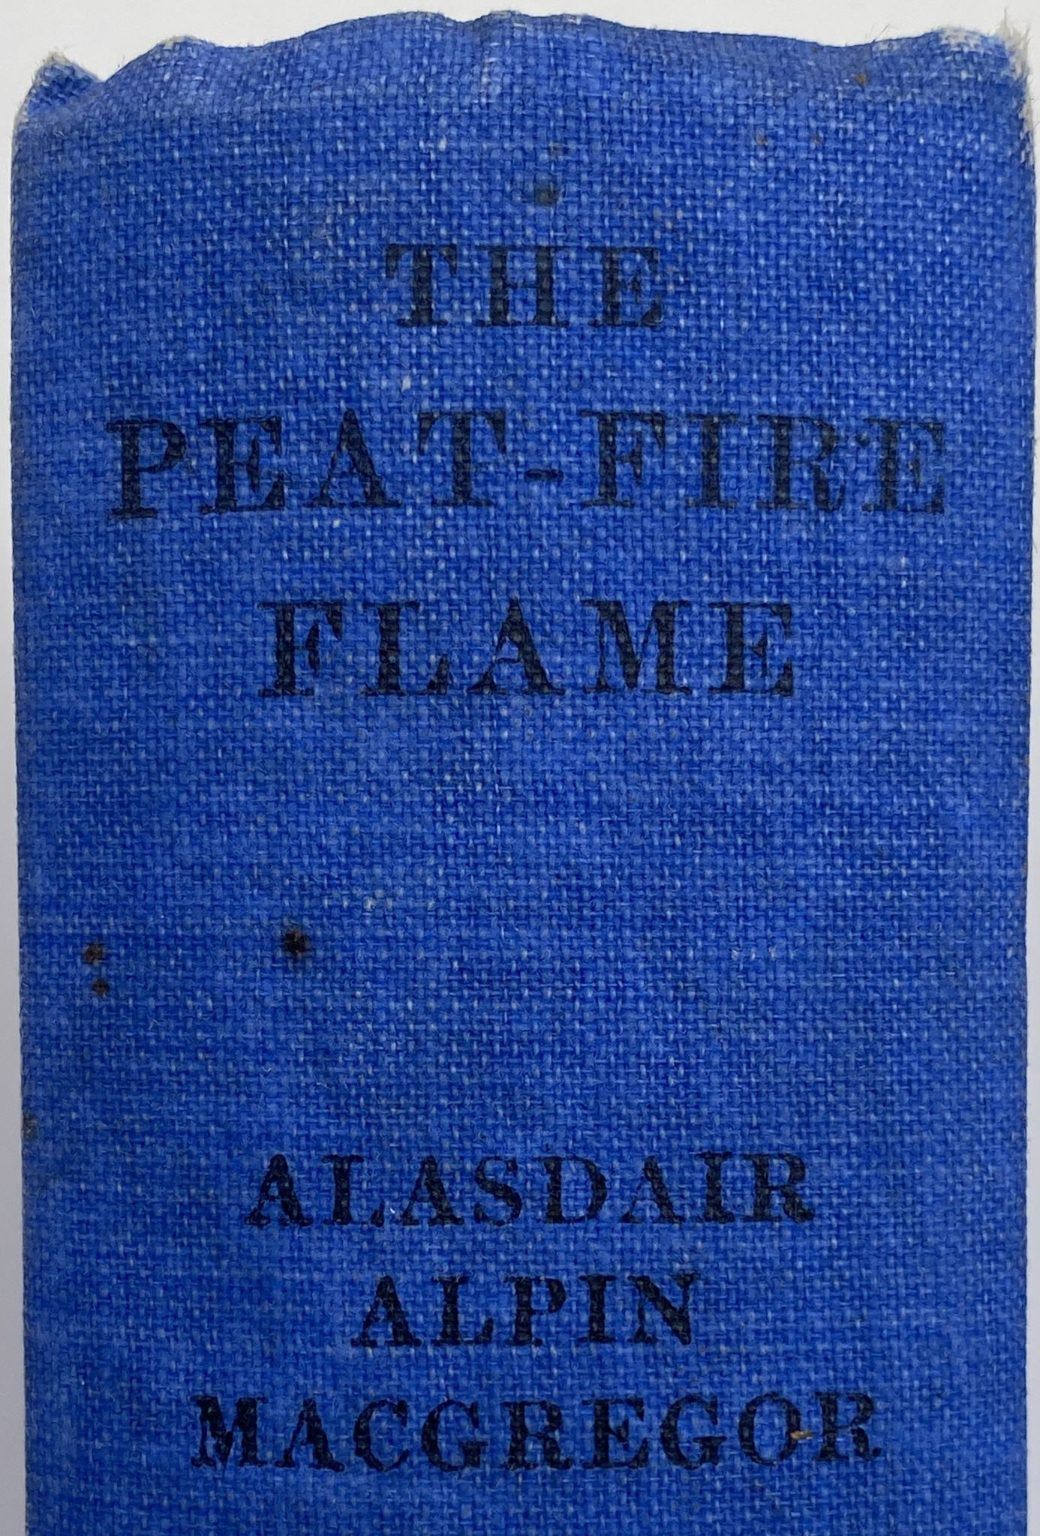 THE
PEAT-FIRE
FLAME
ALASDAIR
ALPIN
MACGREGOR